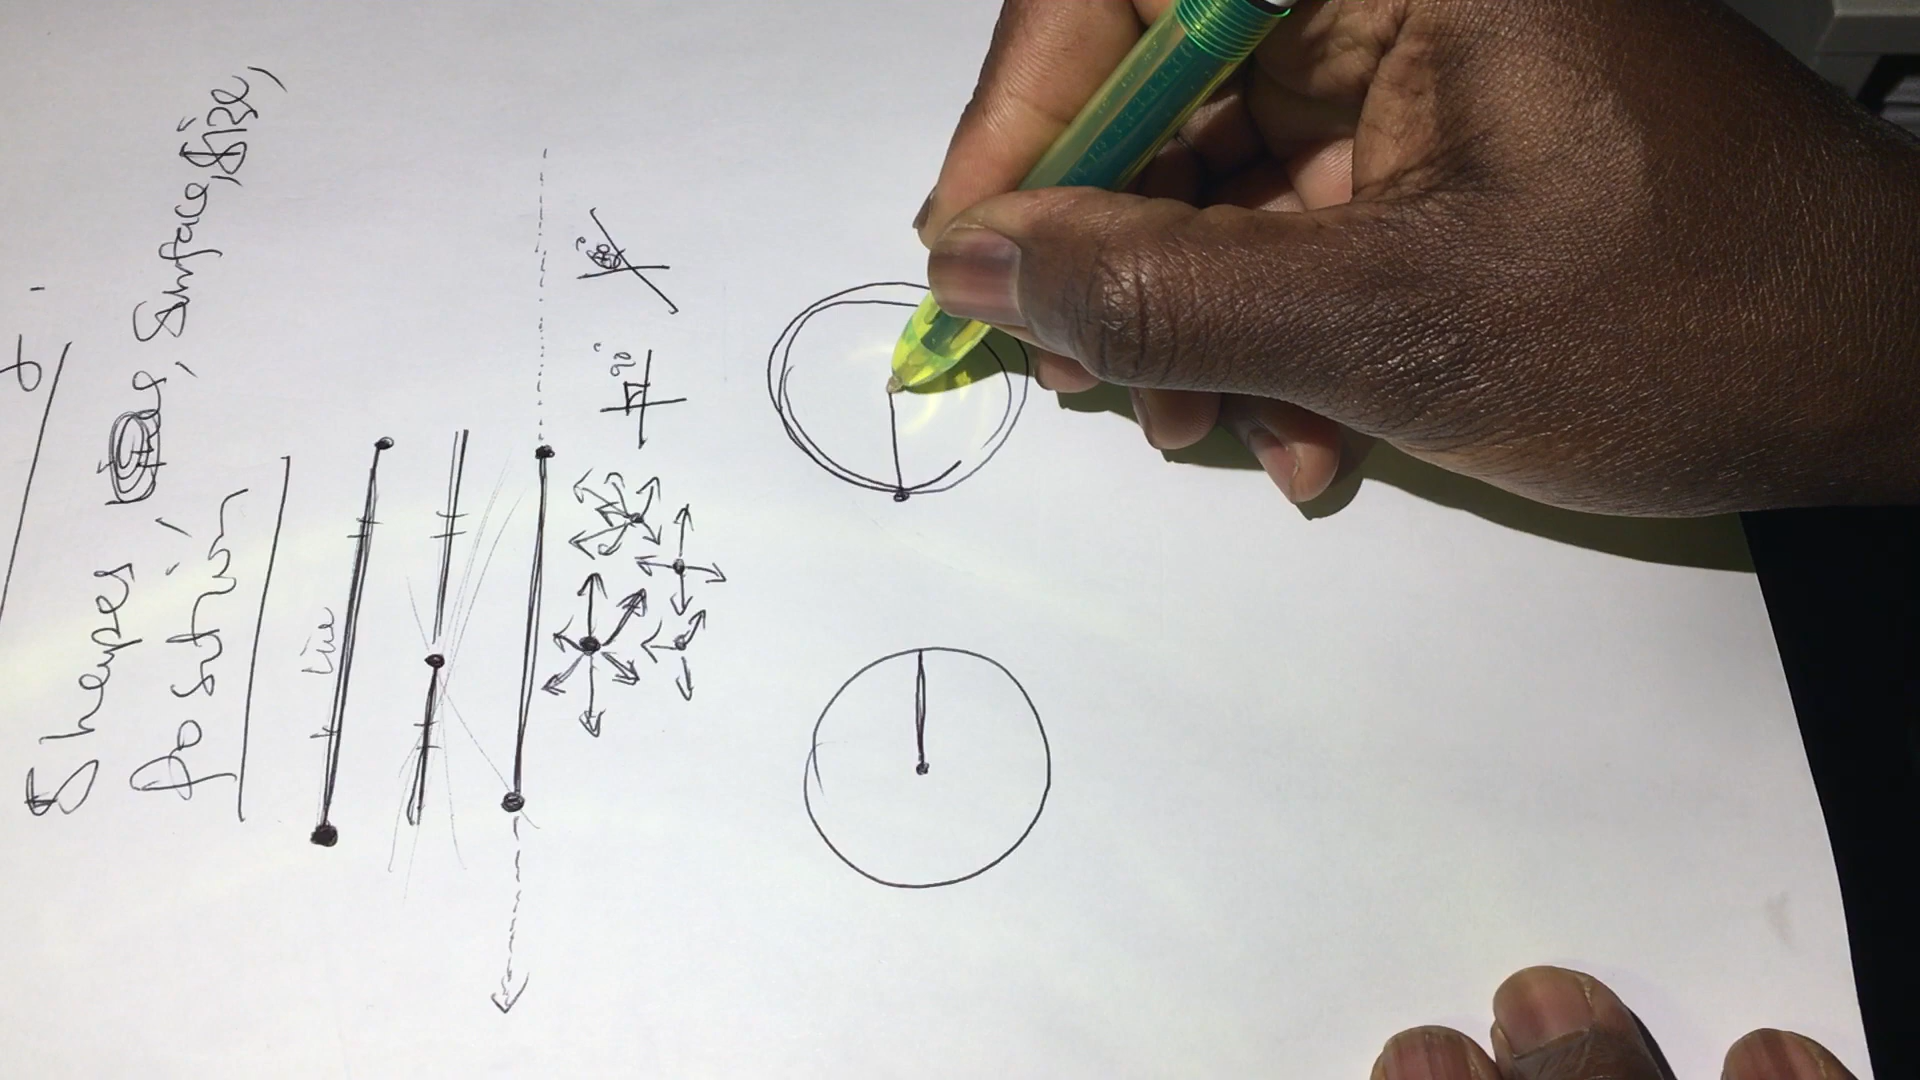 Shapes, Surface, size,
Position
Line
90°